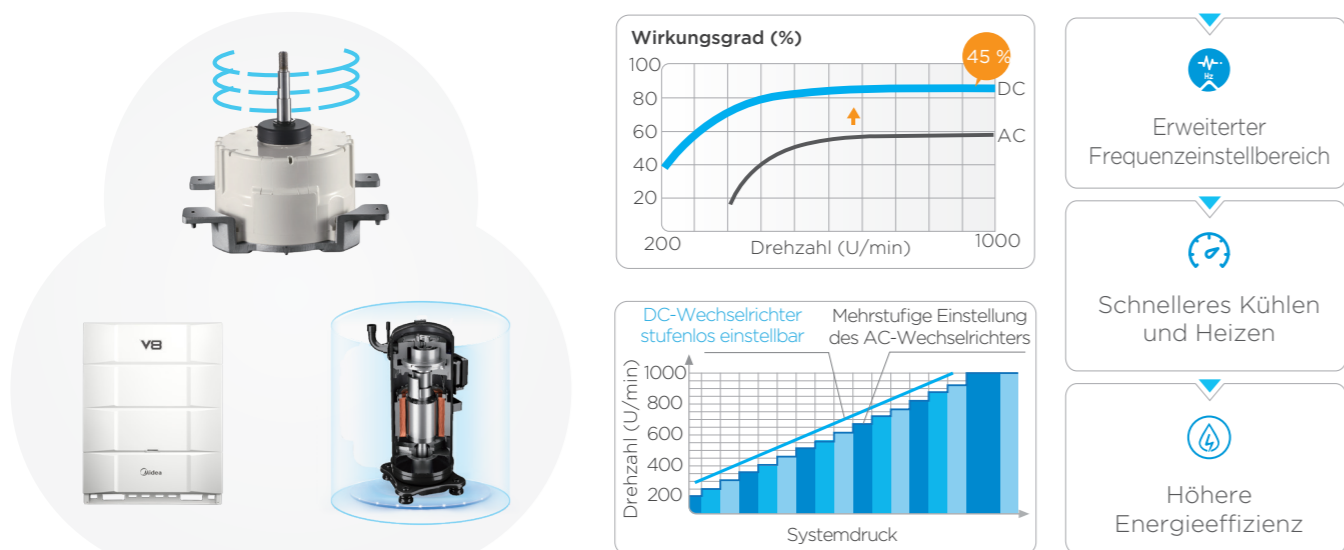 V8
Midea
Wirkungsgrad (%)
45 %
100
80
60
40
20
DC
AC
200
1000
Drehzahl (U/min)
DC-Wechselrichter
stufenlos einstellbar
Mehrstufige Einstellung
des AC-Wechselrichters
Drehzahl (U/min)
1000
800
600
400
200
Systemdruck
Hz
Erweiterter
Frequenzeinstellbereich
Schnelleres Kühlen
und Heizen
Höhere
Energieeffizienz